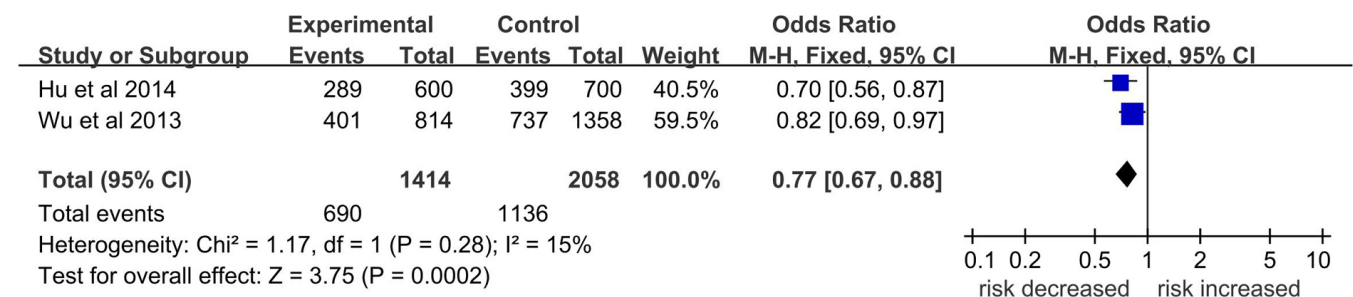 Experimental Control Odds Ratio Odds Ratio
Study or Subgroup Events Total Events Total Weight M-H, Fixed, 95% CI M-H, Fixed, 95% CI
Hu et al 2014 289 600 399 700 40.5% 0.70 [0.56, 0.87]
Wu et al 2013 401 814 737 1358 59.5% 0.82 [0.69, 0.97]
Total (95% CI) 1414 2058 100.0% 0.77 [0.67, 0.88]
Total events 690 1136
Heterogeneity: Chi² = 1.17, df = 1 (P = 0.28); I² = 15%
Test for overall effect: Z = 3.75 (P = 0.0002)
0.1 0.2 0.5 1 2 5 10
risk decreased risk increased